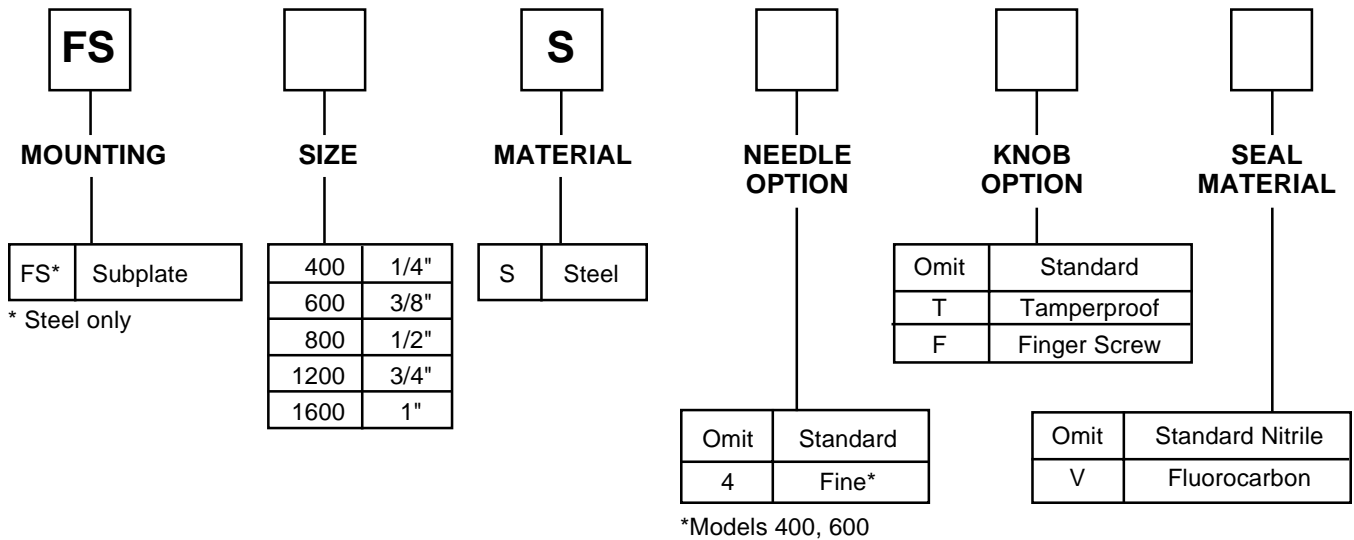 FS
S
MOUNTING
SIZE
MATERIAL
NEEDLE
OPTION
KNOB
OPTION
SEAL
MATERIAL
FS* Subplate
* Steel only
400 1/4"
600 3/8"
800 1/2"
1200 3/4"
1600 1"
S Steel
Omit Standard
4 Fine*
*Models 400, 600
Omit Standard
T Tamperproof
F Finger Screw
Omit Standard Nitrile
V Fluorocarbon